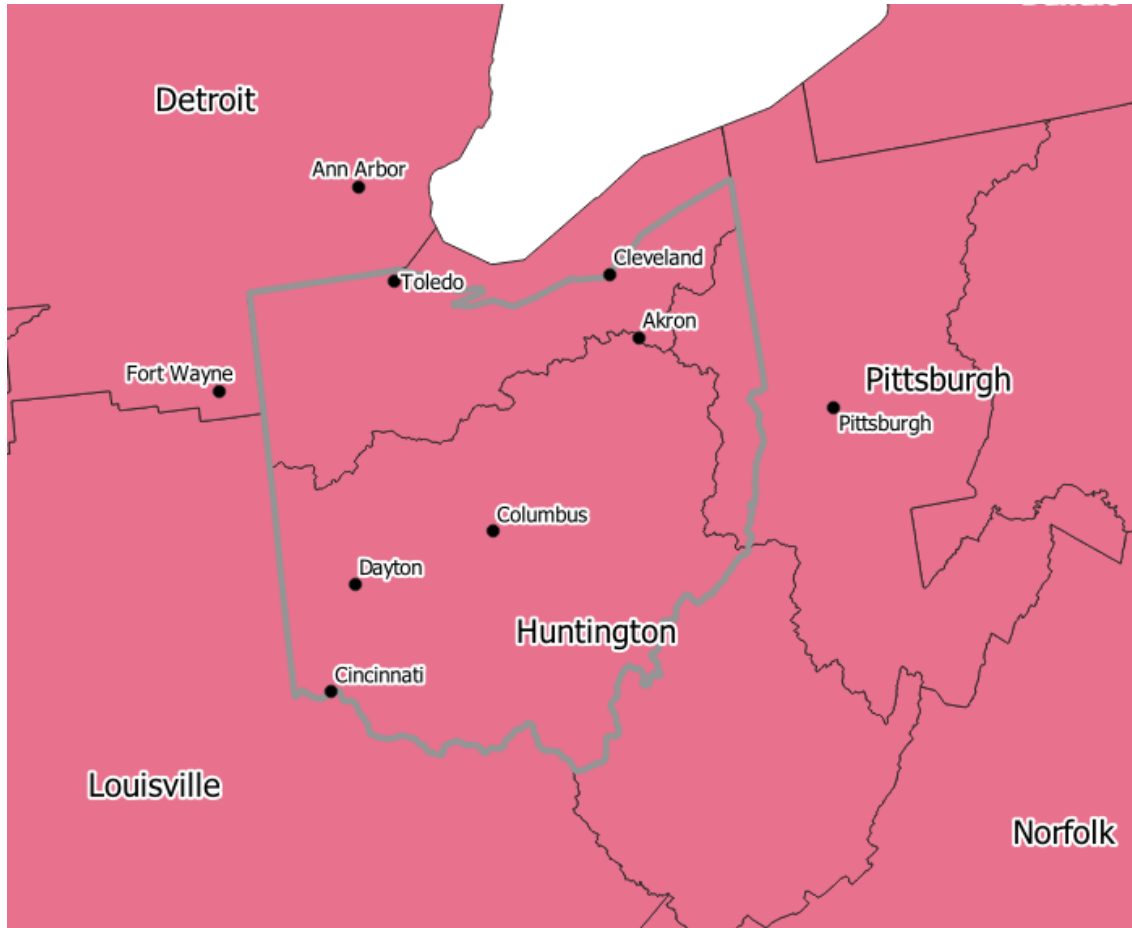 Detroit
Ann Arbor
Cleveland
Toledo
Akron
Fort Wayne
Pittsburgh
Pittsburgh
Columbus
Dayton
Huntington
Cincinnati
Louisville
Norfolk